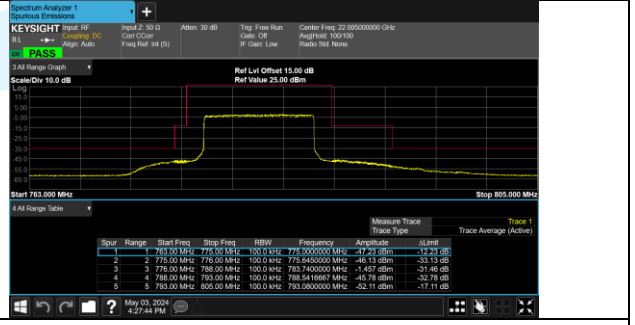 Spectrum Analyzer 1
Spurious Emissions
+
KEYSIGHT Input: RF Input Z: 50 Ω Atten: 30 dB Trig: Free Run Center Freq: 22.805000000 GHz
RL Coupling: DC Corr CCorr Gate: Off Avg|Hold: 100/100
Align: Auto Freq Ref: Int (S) IF Gain: Low Radio Std: None
PASS
3 All Range Graph
Ref Lvl Offset 15.00 dB
Scale/Div 10.0 dB Ref Value 25.00 dBm
Log
15.0
5.00
-5.00
-15.0
-25.0
-35.0
-45.0
-55.0
-65.0
Start 763.000 MHz Stop 805.000 MHz
4 All Range Table
Measure Trace Trace 1
Trace Type Trace Average (Active)
Spur Range Start Freq Stop Freq RBW Frequency Amplitude ΔLimit
1 1 763.00 MHz 775.00 MHz 100.0 kHz 775.0000000 MHz -47.23 dBm -12.23 dB
2 2 775.00 MHz 776.00 MHz 100.0 kHz 775.6450000 MHz -46.13 dBm -33.13 dB
3 3 776.00 MHz 788.00 MHz 100.0 kHz 783.7400000 MHz -1.457 dBm -31.46 dB
4 4 788.00 MHz 793.00 MHz 100.0 kHz 788.5416667 MHz -45.78 dBm -32.78 dB
5 5 793.00 MHz 805.00 MHz 100.0 kHz 793.0800000 MHz -52.11 dBm -17.11 dB
?
May 03, 2024
4:27:44 PM